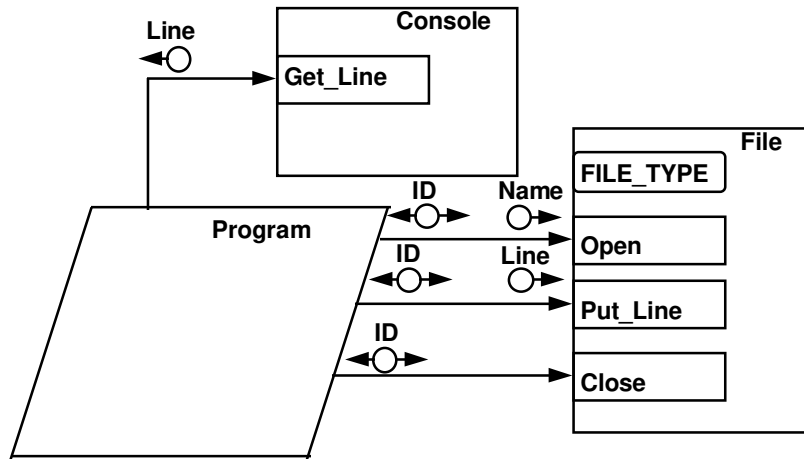 Line
Console
Get_Line
File
FILE_TYPE
ID
Name
Program
Open
ID
Line
Put_Line
ID
Close